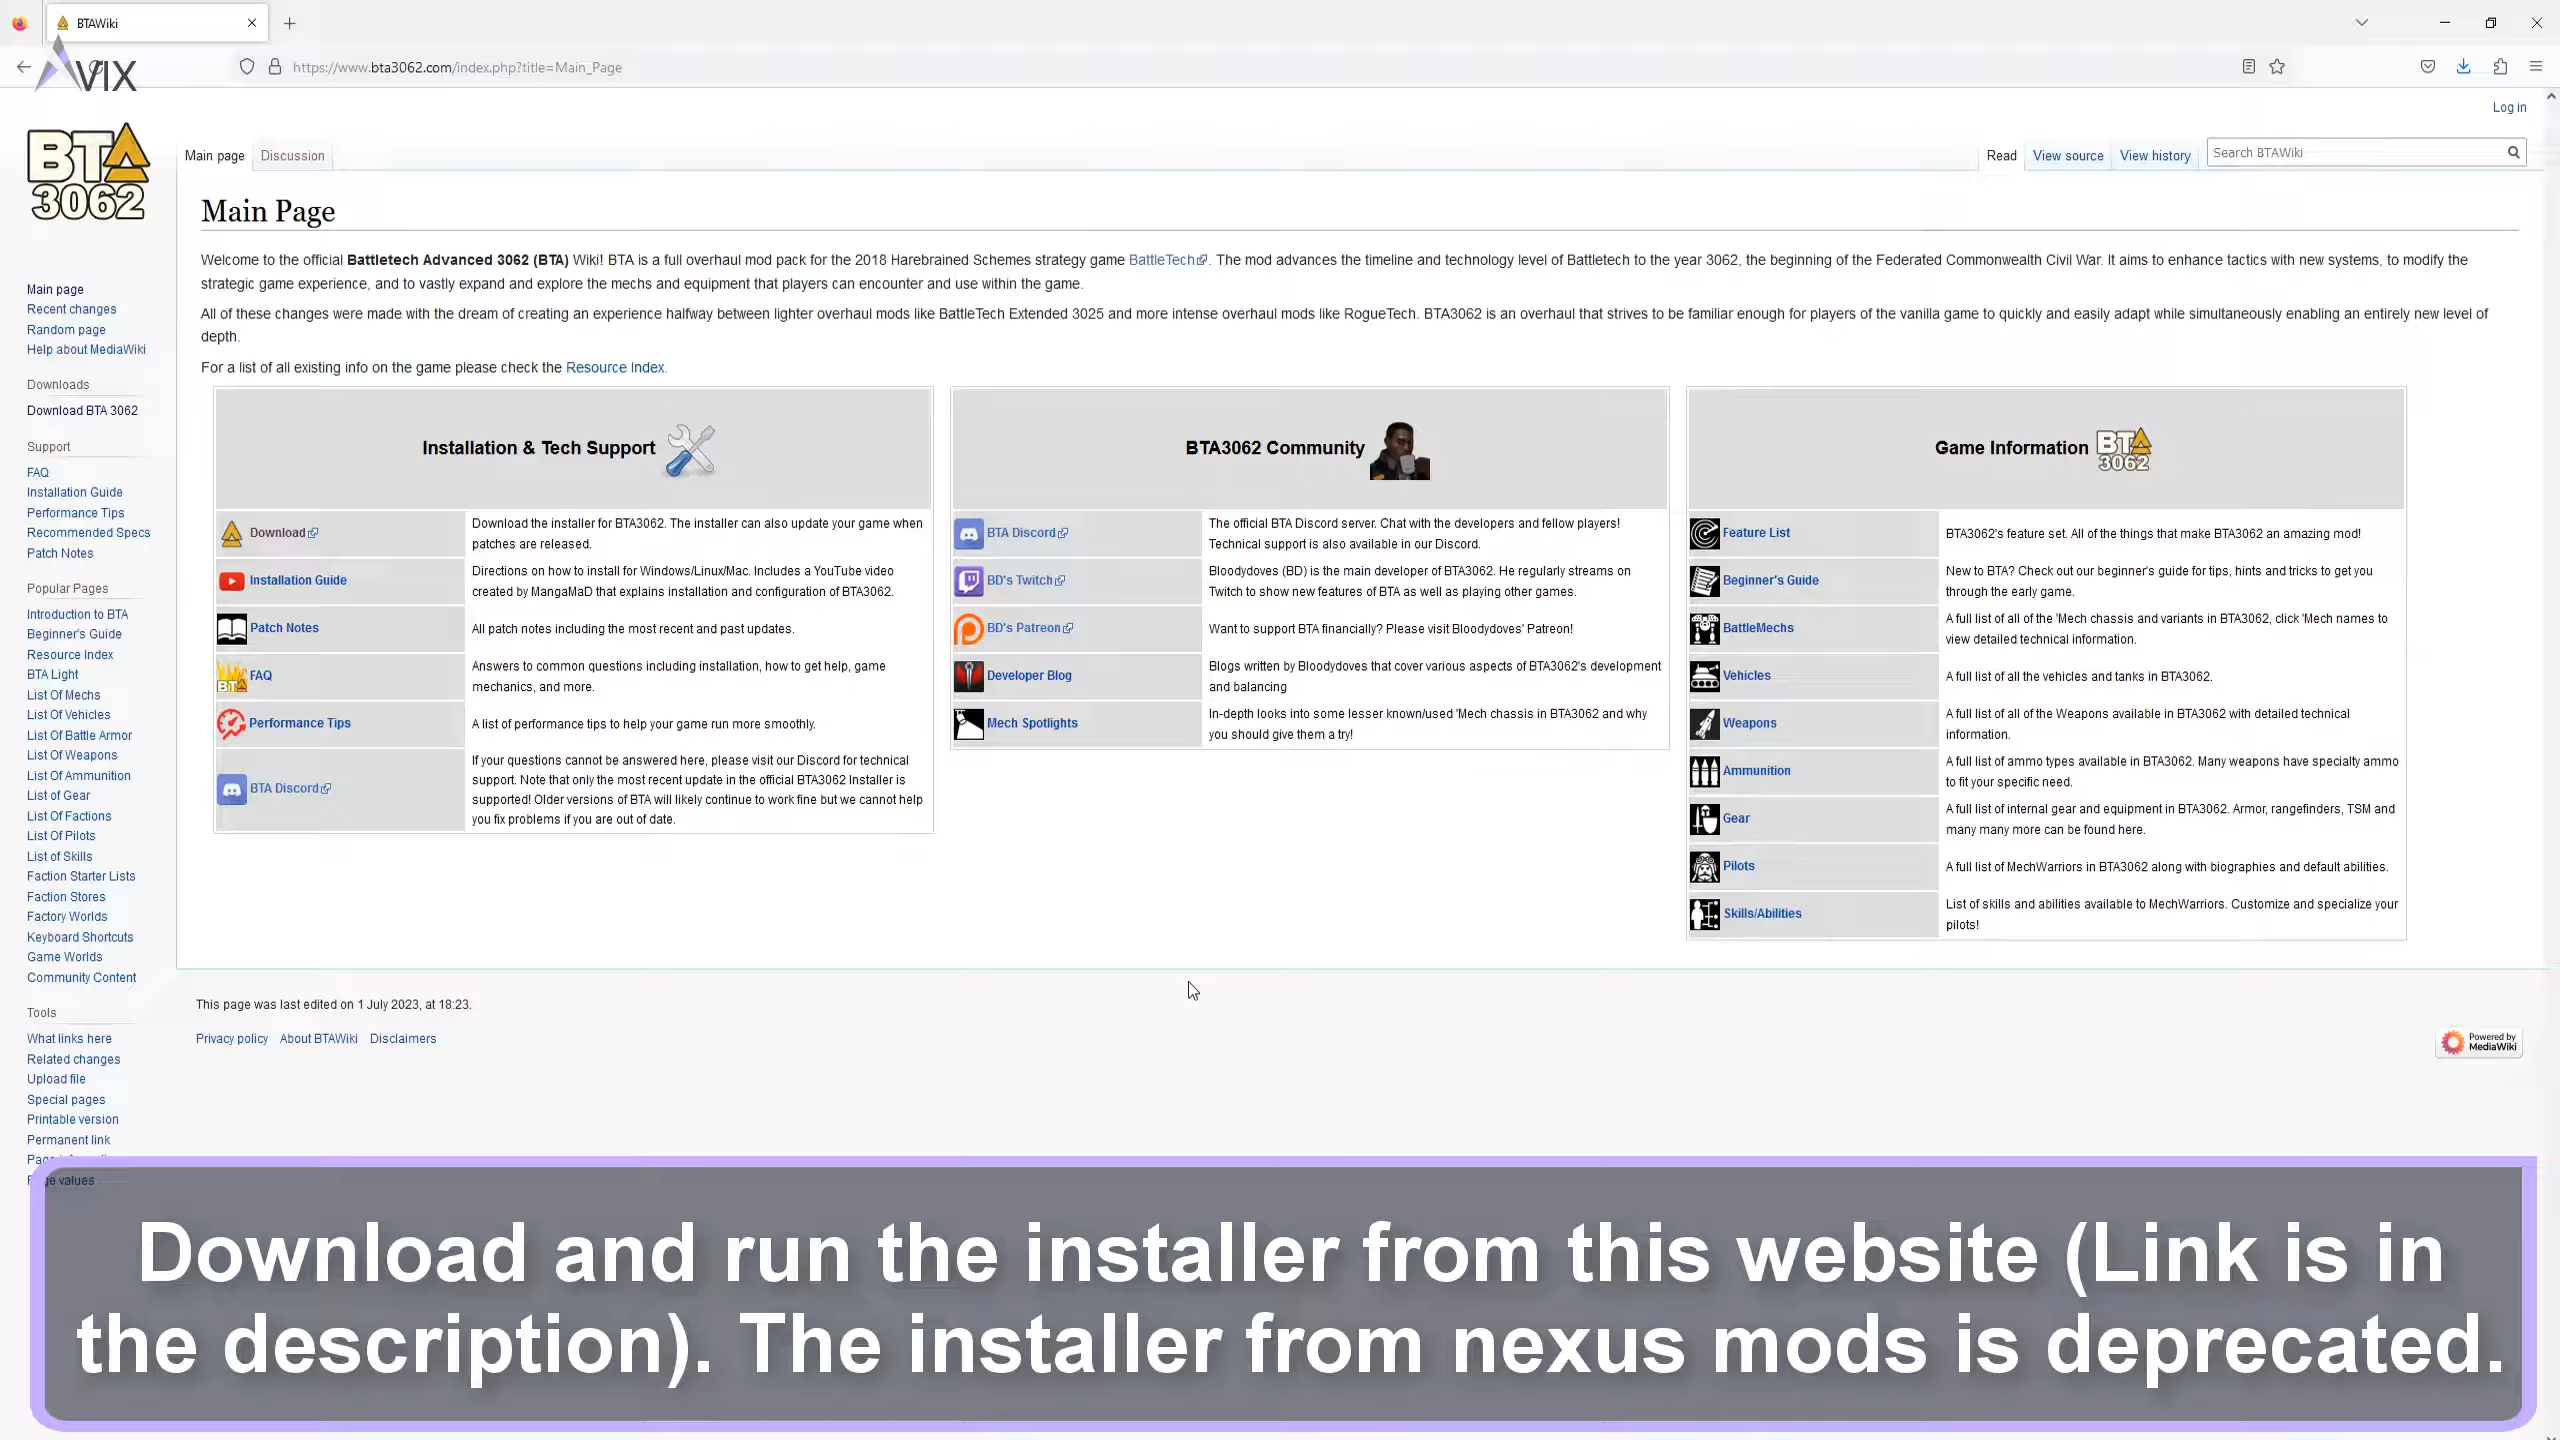 BTAWiki
AVIX
https://www.bta3062.com/index.php?title=Main_Page
Log in
BTA
3062
Main page
Discussion
Read
View source
View history
Search BTAWiki
Main Page
Welcome to the official Battletech Advanced 3062 (BTA) Wiki! BTA is a full overhaul mod pack for the 2018 Harebrained Schemes strategy game BattleTech. The mod advances the timeline and technology level of Battletech to the year 3062, the beginning of the Federated Commonwealth Civil War. It aims to enhance tactics with new systems, to modify the
strategic game experience, and to vastly expand and explore the mechs and equipment that players can encounter and use within the game.
All of these changes were made with the dream of creating an experience halfway between lighter overhaul mods like BattleTech Extended 3025 and more intense overhaul mods like RogueTech. BTA3062 is an overhaul that strives to be familiar enough for players of the vanilla game to quickly and easily adapt while simultaneously enabling an entirely new level of
depth.
For a list of all existing info on the game please check the Resource Index.
Main page
Recent changes
Random page
Help about MediaWiki
Downloads
Download BTA 3062
Support
FAQ
Installation Guide
Performance Tips
Recommended Specs
Patch Notes
Popular Pages
Introduction to BTA
Beginner's Guide
Resource Index
BTA Light
List Of Mechs
List Of Vehicles
List Of Battle Armor
List Of Weapons
List Of Ammunition
List of Gear
List Of Factions
List Of Pilots
List of Skills
Faction Starter Lists
Faction Stores
Factory Worlds
Keyboard Shortcuts
Game Worlds
Community Content
Tools
What links here
Related changes
Upload file
Special pages
Printable version
Permanent link
Installation & Tech Support
Download
Download the installer for BTA3062. The installer can also update your game when
patches are released.
Installation Guide
Directions on how to install for Windows/Linux/Mac. Includes a YouTube video
created by MangaMaD that explains installation and configuration of BTA3062.
Patch Notes
All patch notes including the most recent and past updates.
BTA
FAQ
Answers to common questions including installation, how to get help, game
mechanics, and more.
Performance Tips
A list of performance tips to help your game run more smoothly.
BTA Discord
If your questions cannot be answered here, please visit our Discord for technical
support. Note that only the most recent update in the official BTA3062 Installer is
supported! Older versions of BTA will likely continue to work fine but we cannot help
you fix problems if you are out of date.
BTA3062 Community
BTA Discord
The official BTA Discord server. Chat with the developers and fellow players!
Technical support is also available in our Discord.
BD's Twitch
Bloodydoves (BD) is the main developer of BTA3062. He regularly streams on
Twitch to show new features of BTA as well as playing other games.
BD's Patreon
Want to support BTA financially? Please visit Bloodydoves' Patreon!
Developer Blog
Blogs written by Bloodydoves that cover various aspects of BTA3062's development
and balancing
Mech Spotlights
In-depth looks into some lesser known/used 'Mech chassis in BTA3062 and why
you should give them a try!
Game Information
BTA
3062
Feature List
BTA3062's feature set. All of the things that make BTA3062 an amazing mod!
Beginner's Guide
New to BTA? Check out our beginner's guide for tips, hints and tricks to get you
through the early game.
BattleMechs
A full list of all of the 'Mech chassis and variants in BTA3062, click 'Mech names to
view detailed technical information.
Vehicles
A full list of all the vehicles and tanks in BTA3062.
Weapons
A full list of all of the Weapons available in BTA3062 with detailed technical
information.
Ammunition
A full list of ammo types available in BTA3062. Many weapons have specialty ammo
to fit your specific need.
Gear
A full list of internal gear and equipment in BTA3062. Armor, rangefinders, TSM and
many many more can be found here.
Pilots
A full list of MechWarriors in BTA3062 along with biographies and default abilities.
Skills/Abilities
List of skills and abilities available to MechWarriors. Customize and specialize your
pilots!
This page was last edited on 1 July 2023, at 18:23.
Privacy policy
About BTAWiki
Disclaimers
Powered by
MediaWiki
values
Download and run the installer from this website (Link is in
the description). The installer from nexus mods is deprecated.